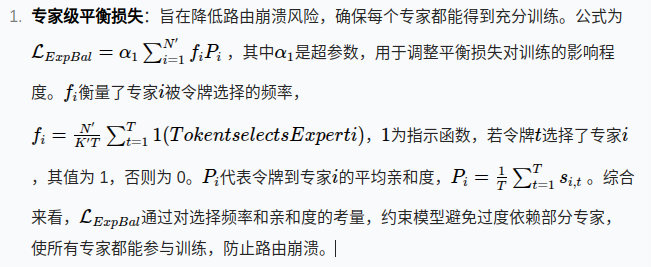 1. 专家级平衡损失：旨在降低路由崩溃风险，确保每个专家都能得到充分训练。公式为
$\mathcal{L}_{ExpBal} = \alpha_1 \sum_{i=1}^{N'} f_i P_i$ ，其中$\alpha_1$是超参数，用于调整平衡损失对训练的影响程
度。$f_i$衡量了专家$i$被令牌选择的频率，
$f_i = \frac{N'}{K'T} \sum_{t=1}^{T} 1(TokentselectsExperti)$，$1$为指示函数，若令牌$t$选择了专家$i$
，其值为 1，否则为 0。$P_i$代表令牌到专家$i$的平均亲和度，$P_i = \frac{1}{T} \sum_{t=1}^{T} s_{i,t}$ 。综合
来看，$\mathcal{L}_{ExpBal}$通过对选择频率和亲和度的考量，约束模型避免过度依赖部分专家，
使所有专家都能参与训练，防止路由崩溃。